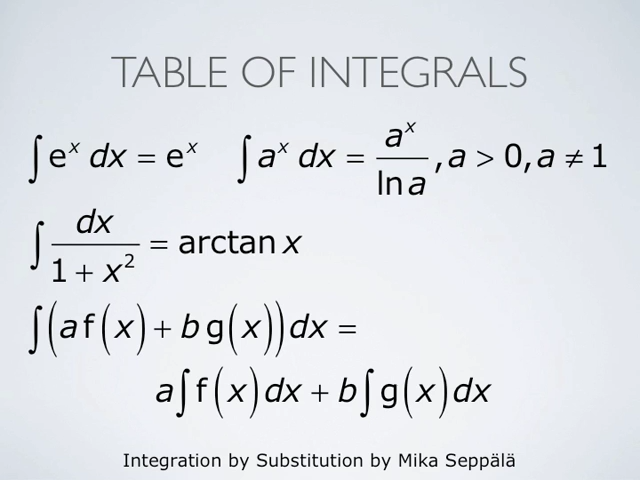 TABLE OF INTEGRALS
∫eˣ dx = eˣ ∫aˣ dx = aˣ/ln a, a > 0, a ≠ 1
∫dx/(1 + x²) = arctan x
∫(a f(x) + b g(x))dx =
a∫f(x)dx + b∫g(x)dx
Integration by Substitution by Mika Seppälä